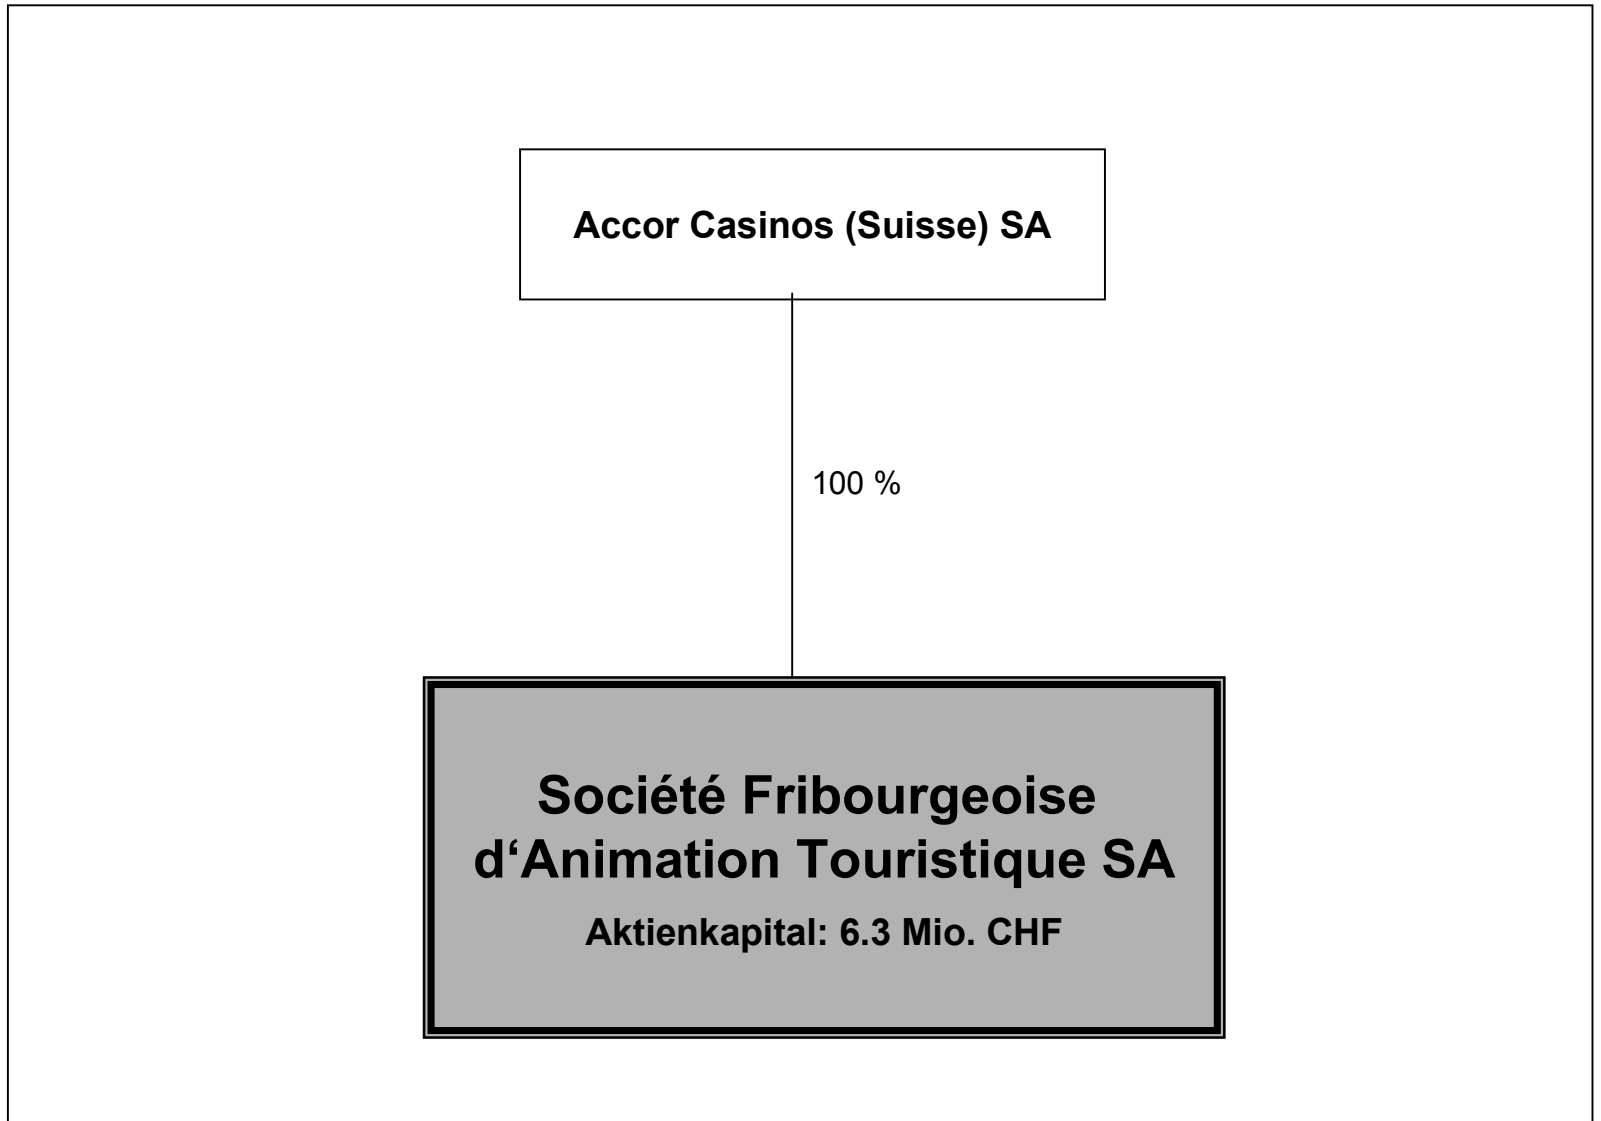 Accor Casinos (Suisse) SA
100 %
Société Fribourgeoise
d‘Animation Touristique SA
Aktienkapital: 6.3 Mio. CHF